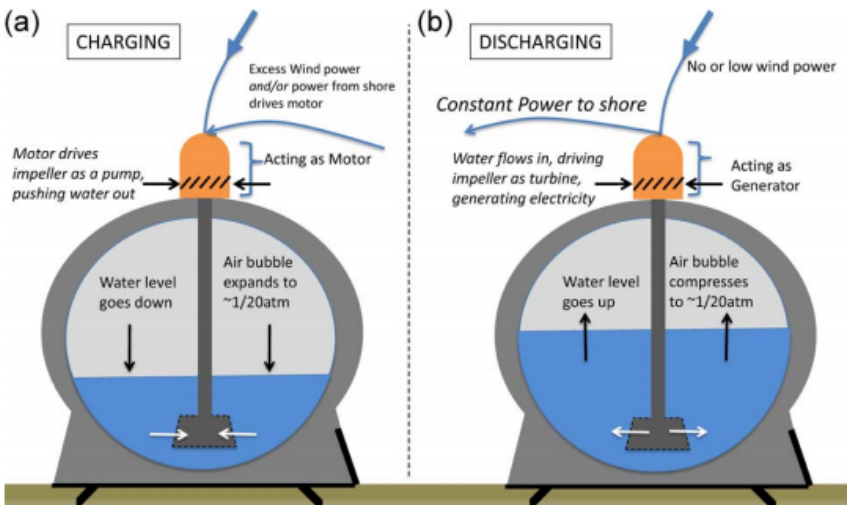 (a)
CHARGING
Excess Wind power
and/or power from shore
drives motor
Motor drives
impeller as a pump,
pushing water out
Acting as Motor
Water level
goes down
Air bubble
expands to
~1/20atm
(b)
DISCHARGING
No or low wind power
Constant Power to shore
Water flows in, driving
impeller as turbine,
generating electricity
Acting as
Generator
Water level
goes up
Air bubble
compresses
to ~1/20atm